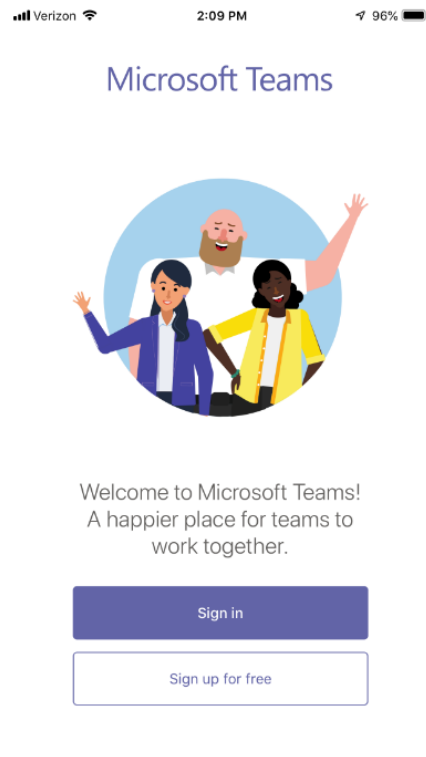 Verizon 2:09 PM 96%
Microsoft Teams
Welcome to Microsoft Teams!
A happier place for teams to
work together.
Sign in
Sign up for free